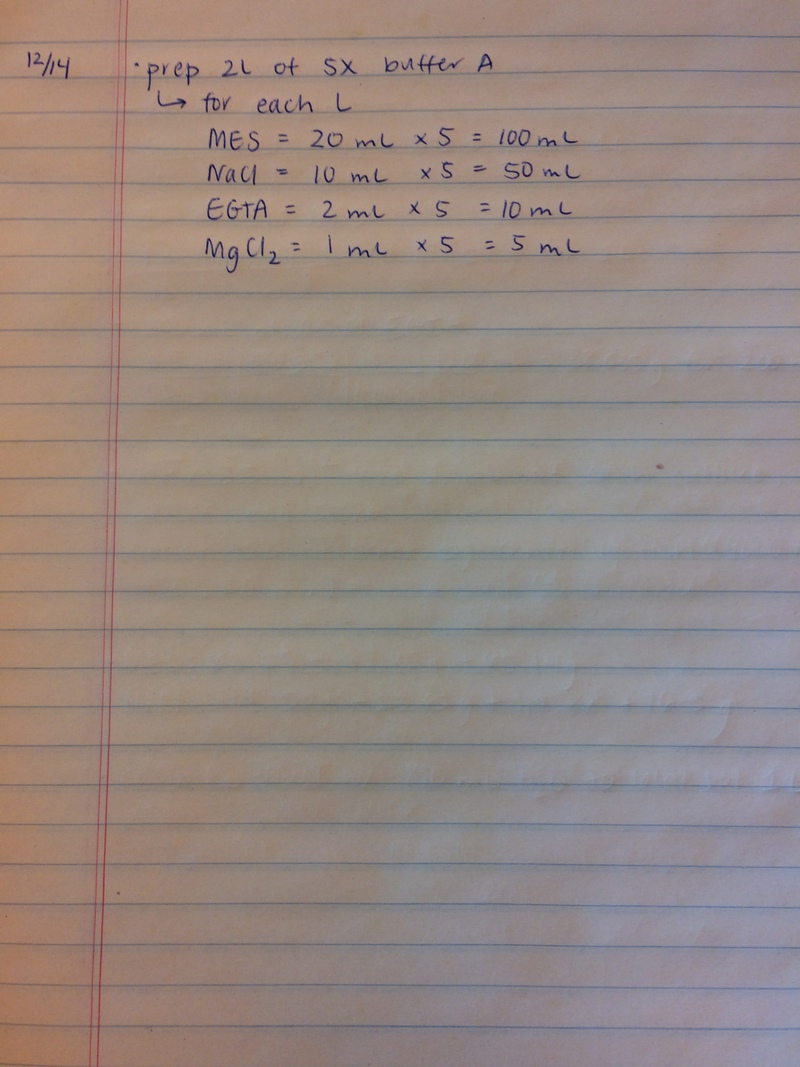 12/14 · prep 2L of 5X buffer A
↳ for each L
MES = 20 mL × 5 = 100 mL
NaCl = 10 mL × 5 = 50 mL
EGTA = 2 mL × 5 = 10 mL
MgCl₂ = 1 mL × 5 = 5 mL